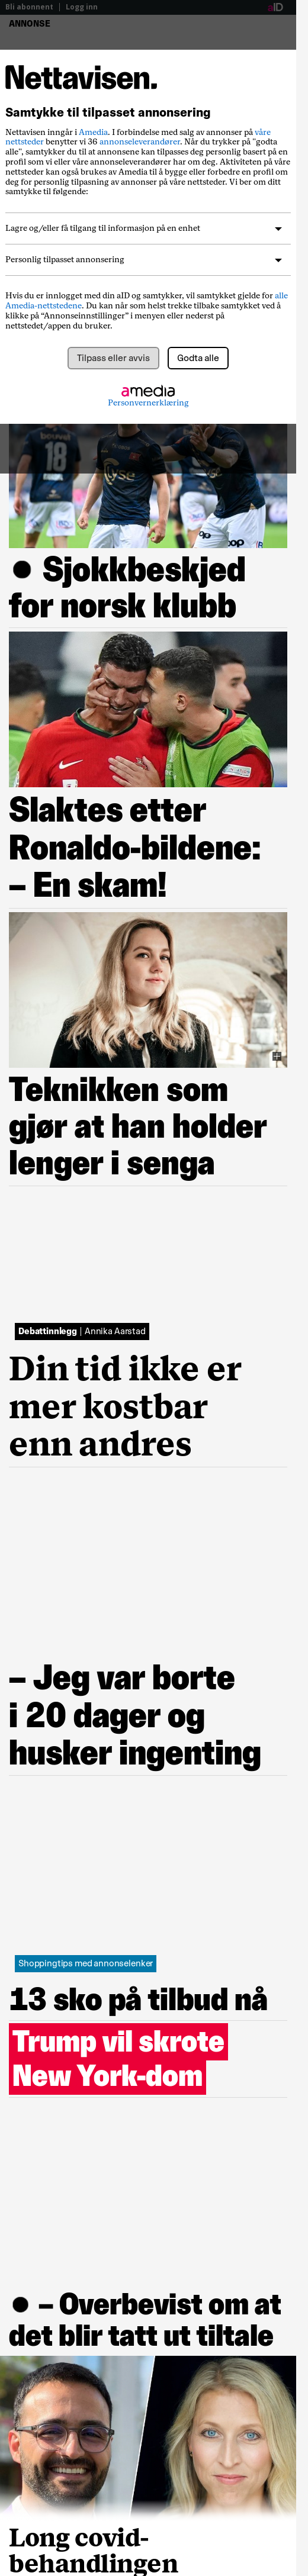 Bli abonnent | Logg inn
aID
ANNONSE
Nettavisen.
Samtykke til tilpasset annonsering
Nettavisen inngår i Amedia. I forbindelse med salg av annonser på våre
nettsteder benytter vi 36 annonseleverandører. Når du trykker på "godta
alle", samtykker du til at annonsene kan tilpasses deg personlig basert på en
profil som vi eller våre annonseleverandører har om deg. Aktiviteten på våre
nettsteder kan også brukes av Amedia til å bygge eller forbedre en profil om
deg for personlig tilpasning av annonser på våre nettsteder. Vi ber om ditt
samtykke til følgende:
Lagre og/eller få tilgang til informasjon på en enhet
Personlig tilpasset annonsering
Hvis du er innlogget med din aID og samtykker, vil samtykket gjelde for alle
Amedia-nettstedene. Du kan når som helst trekke tilbake samtykket ved å
klikke på “Annonseinnstillinger” i menyen eller nederst på
nettstedet/appen du bruker.
Tilpass eller avvis
Godta alle
amedia
Personvernerklæring
18
yse
Sjokkbeskjed
for norsk klubb
Slaktes etter
Ronaldo-bildene:
– En skam!
Teknikken som
gjør at han holder
lenger i senga
Debattinnlegg | Annika Aarstad
Din tid ikke er
mer kostbar
enn andres
– Jeg var borte
i 20 dager og
husker ingenting
Shoppingtips med annonselenker
13 sko på tilbud nå
Trump vil skrote
New York-dom
– Overbevist om at
det blir tatt ut tiltale
Long covid-
behandlingen